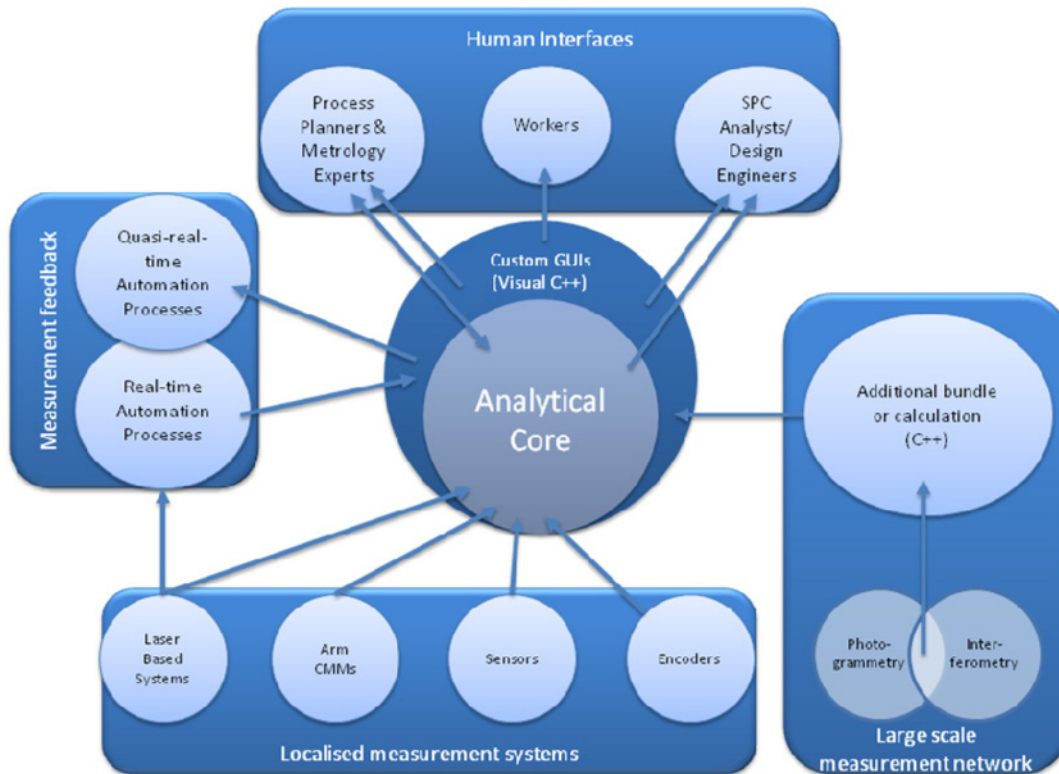 Human Interfaces
Process
Planners &
Metrology
Experts
Workers
SPC
Analysts/
Design
Engineers
Measurement feedback
Quasi-real-
time
Automation
Processes
Real-time
Automation
Processes
Custom GUIs
(Visual C++)
Analytical
Core
Additional bundle
or calculation
(C++)
Photo-
grammetry
Inter-
ferometry
Large scale
measurement network
Laser
Based
Systems
Arm
CMMs
Sensors
Encoders
Localised measurement systems